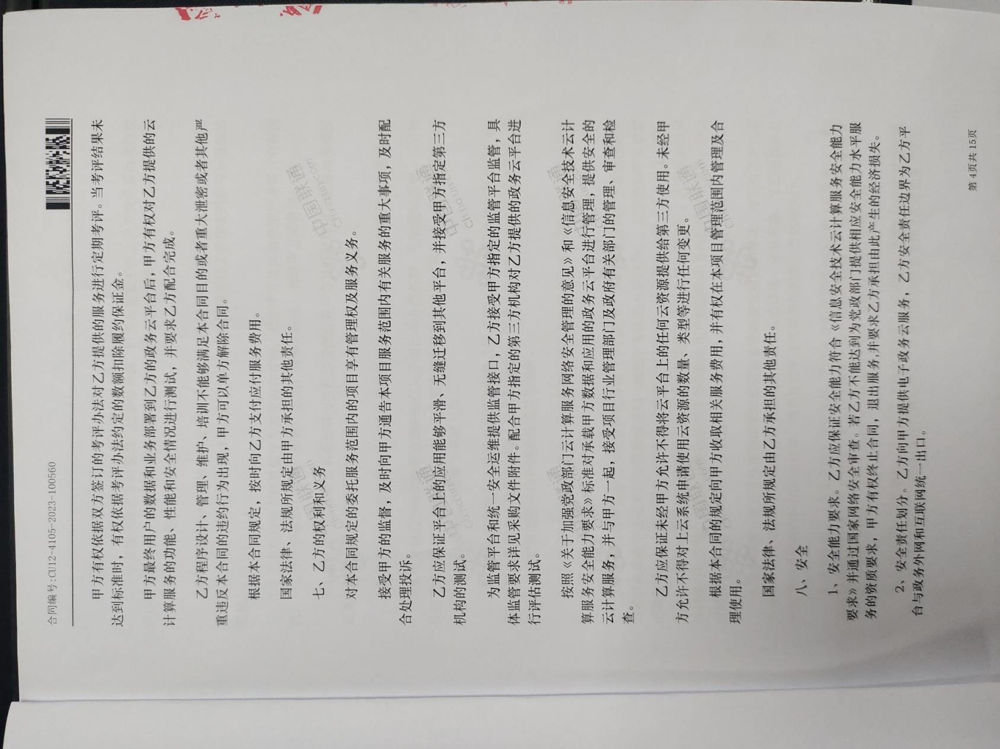 合同编号:CU12-4105-2023-100560
甲方有权依据双方签订的考评办法对乙方提供的服务进行定期考评。当考评结果未
达到标准时，有权依据考评办法约定的数额扣除履约保证金。
甲方最终用户的数据和业务部署到乙方的政务云平台后，甲方有权对乙方提供的云
计算服务的功能、性能和安全情况进行测试，并要求乙方配合完成。
乙方程序设计、管理、维护、培训不能够满足本合同目的或者重大泄密或者其他严
重违反本合同的违约行为出现，甲方可以单方解除合同。
根据本合同规定，按时向乙方支付应付服务费用。
国家法律、法规所规定由甲方承担的其他责任。
七、乙方的权利和义务
对本合同规定的委托服务范围内的项目享有管理权及服务义务。
接受甲方的监督，及时向甲方通告本项目服务范围内有关服务的重大事项，及时配
合处理投诉。
乙方应保证平台上的应用能够平滑、无缝迁移到其他平台，并接受甲方指定第三方
机构的测试。
为监管平台和统一安全运维提供监管接口，乙方接受甲方指定的监管平台监管，具
体监管要求详见采购文件附件。配合甲方指定的第三方机构对乙方提供的政务云平台进
行评估测试。
按照《关于加强党政部门云计算服务网络安全管理的意见》和《信息安全技术云计
算服务安全能力要求》标准对承载甲方数据和应用的政务云平台进行管理，提供安全的
云计算服务，并与甲方一起，接受项目行业管理部门及政府有关部门的管理、审查和检
查。
乙方应保证未经甲方允许不得将云平台上的任何云资源提供给第三方使用。未经甲
方允许不得对上云系统申请使用云资源的数量、类型等进行任何变更。
根据本合同的规定向甲方收取相关服务费用,并有权在本项目管理范围内管理及合
理使用。
国家法律、法规所规定由乙方承担的其他责任。
八、安全
1、安全能力要求。乙方应保证安全能力符合《信息安全技术云计算服务安全能力
要求》并通过国家网络安全审查。若乙方不能达到为党政部门提供相应安全能力水平服
务的资质要求，甲方有权终止合同，退出服务,并要求乙方承担由此产生的经济损失。
2、安全责任划分。乙方向甲方提供电子政务云服务，乙方安全责任边界为乙方平
台与政务外网和互联网统一出口。
第 4页共 15页
中国联通
China unicom